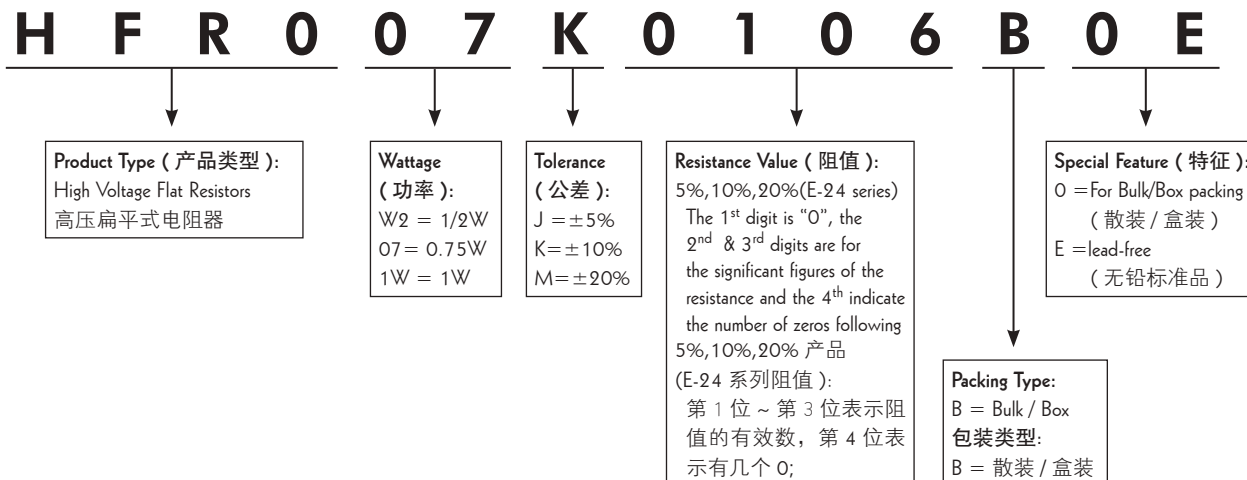 H F R 0 0 7 K 0 1 0 6 B 0 E
Product Type ( 产品类型 ):
High Voltage Flat Resistors
高压扁平式电阻器
Wattage
( 功率 ):
W2 = 1/2W
07= 0.75W
1W = 1W
Tolerance
( 公差 ):
J =±5%
K=±10%
M=±20%
Resistance Value ( 阻值 ):
5%,10%,20%(E-24 series)
The 1st digit is “0”, the
2nd & 3rd digits are for
the significant figures of the
resistance and the 4th indicate
the number of zeros following
5%,10%,20% 产品
(E-24 系列阻值 ):
第 1 位 ~ 第 3 位表示阻
值的有效数，第 4 位表
示有几个 0;
Packing Type:
B = Bulk / Box
包装类型:
B = 散装 / 盒装
Special Feature ( 特征 ):
0 =For Bulk/Box packing
( 散装 / 盒装 )
E =lead-free
( 无铅标准品 )